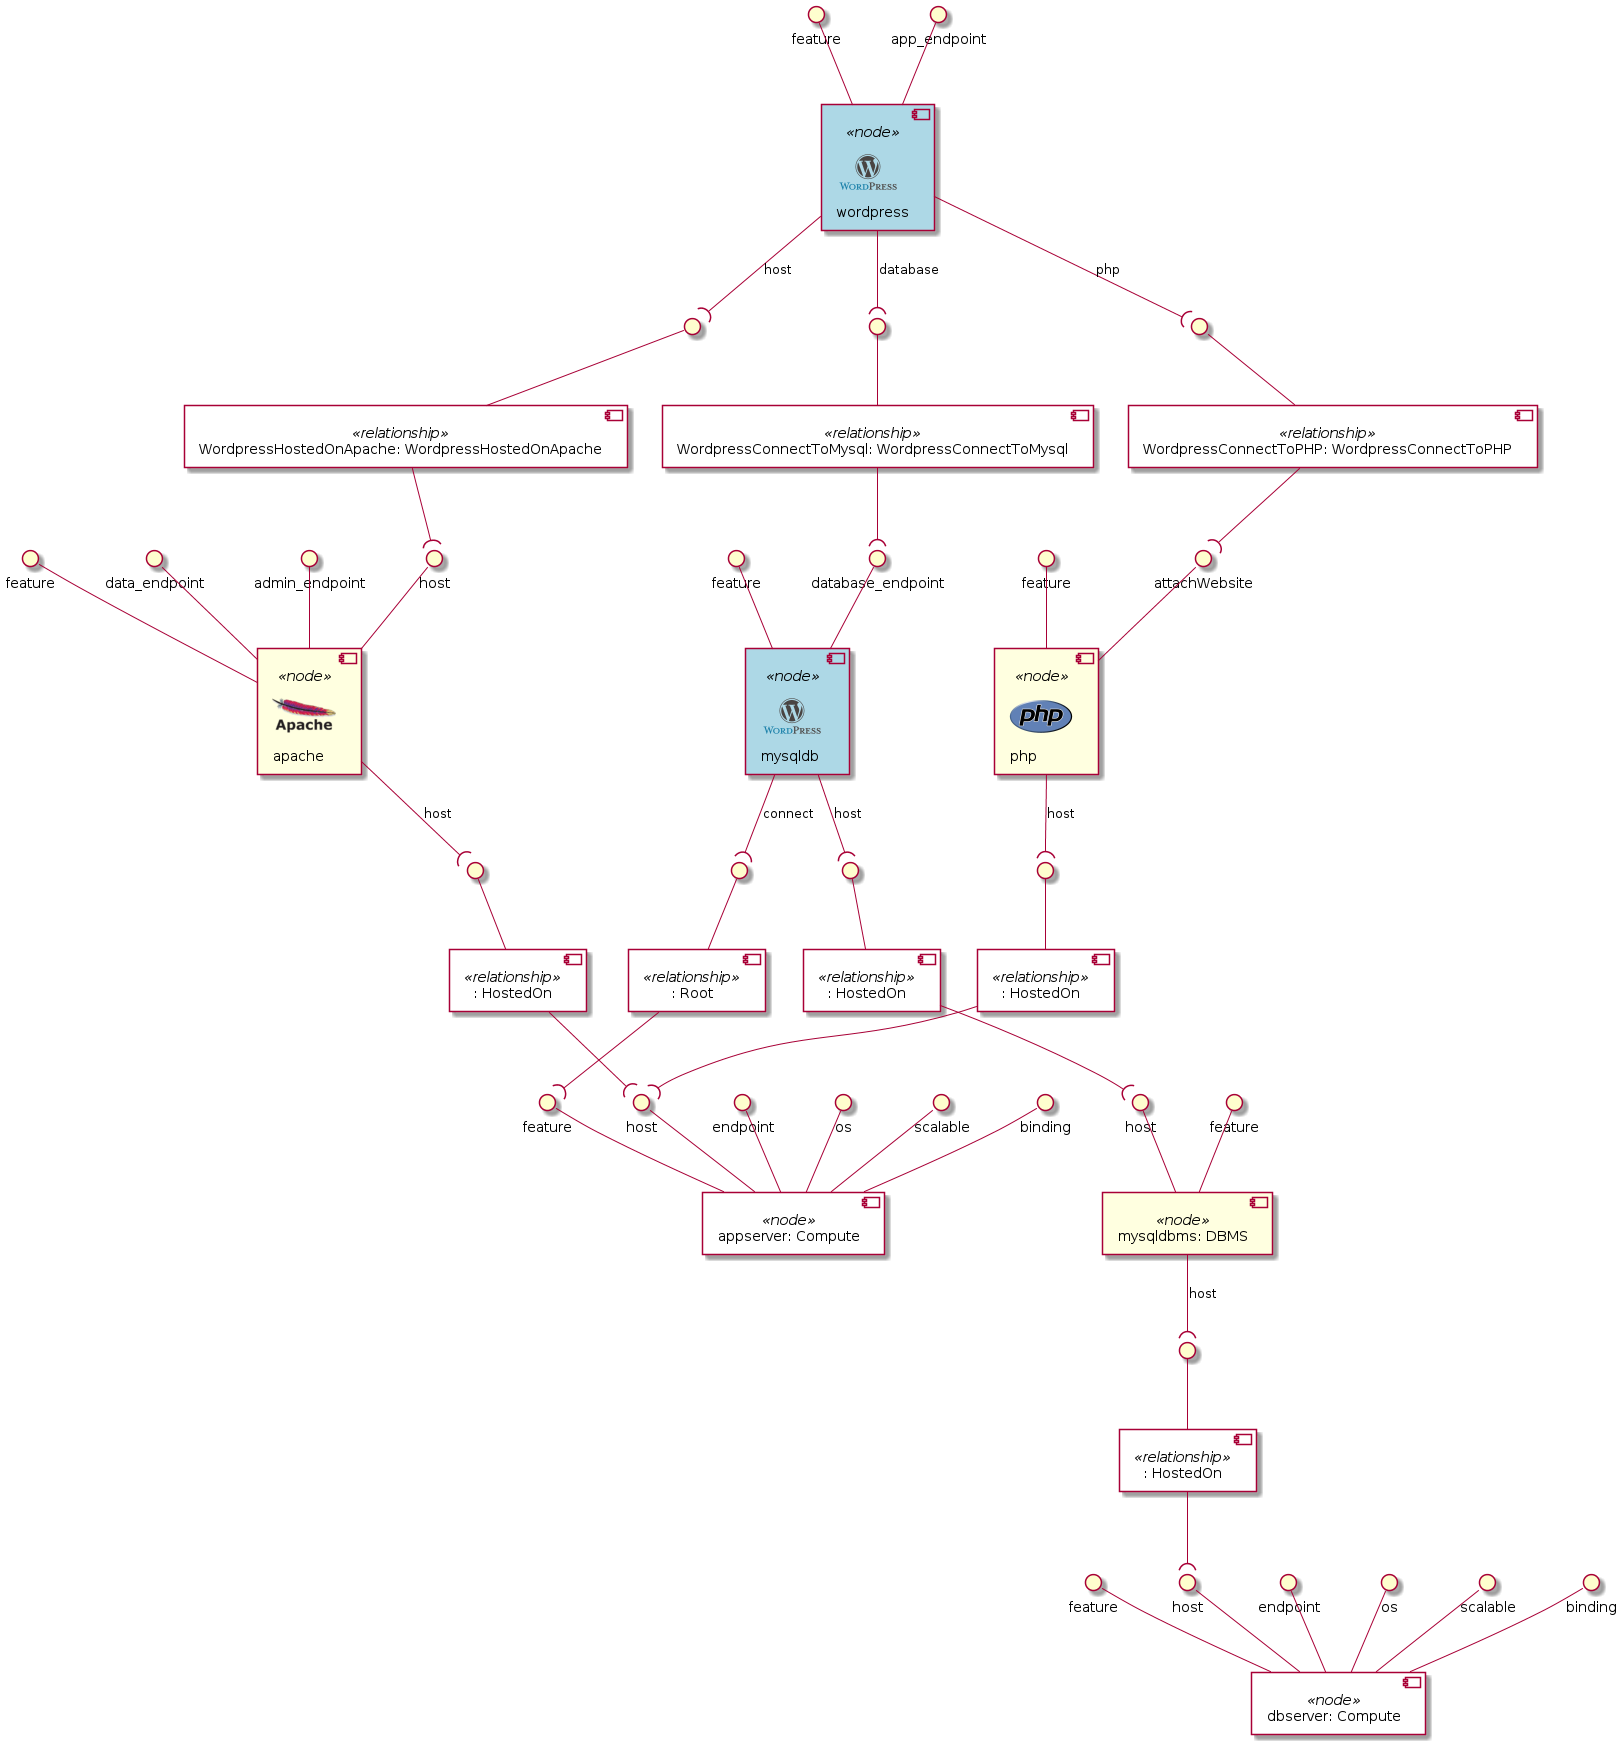 feature
app_endpoint
«node»
WORDPRESS
wordpress
host
database
php
«relationship»
WordpressHostedOnApache: WordpressHostedOnApache
«relationship»
WordpressConnectToMysql: WordpressConnectToMysql
«relationship»
WordpressConnectToPHP: WordpressConnectToPHP
feature
data_endpoint
admin_endpoint
host
feature
database_endpoint
feature
attachWebsite
«node»
Apache
apache
«node»
WORDPRESS
mysqldb
«node»
php
php
host
connect
host
host
«relationship»
: HostedOn
«relationship»
: Root
«relationship»
: HostedOn
«relationship»
: HostedOn
feature
host
endpoint
os
scalable
binding
host
feature
«node»
appserver: Compute
«node»
mysqldbms: DBMS
host
«relationship»
: HostedOn
feature
host
endpoint
os
scalable
binding
«node»
dbserver: Compute